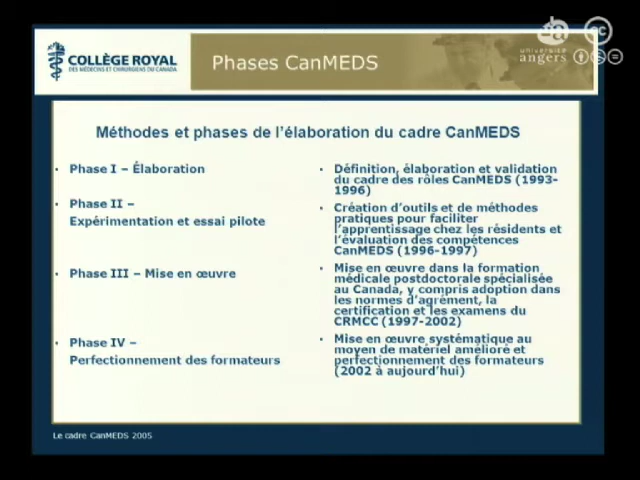 COLLÈGE ROYAL
DES MÉDECINS ET CHIRURGIENS DU CANADA
Phases CanMEDS
ua
université
angers
cc
Méthodes et phases de l'élaboration du cadre CanMEDS
• Phase I – Élaboration
• Définition, élaboration et validation
du cadre des rôles CanMEDS (1993-
1996)
• Phase II –
Expérimentation et essai pilote
• Création d'outils et de méthodes
pratiques pour faciliter
l'apprentissage chez les résidents et
l'évaluation des compétences
CanMEDS (1996-1997)
• Phase III – Mise en œuvre
• Mise en œuvre dans la formation
médicale postdoctorale spécialisée
au Canada, y compris adoption dans
les normes d'agrément, la
certification et les examens du
CRMCC (1997-2002)
• Phase IV –
Perfectionnement des formateurs
• Mise en œuvre systématique au
moyen de matériel amélioré et
perfectionnement des formateurs
(2002 à aujourd'hui)
Le cadre CanMEDS 2005